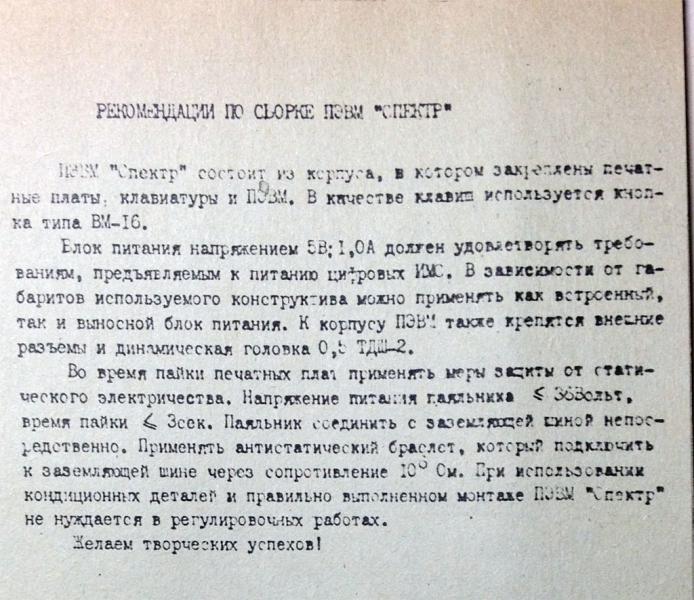 РЕКОМЕНДАЦИИ ПО СБОРКЕ ПЭВМ "СПЕКТР"
ПЭВМ "Спектр" состоит из корпуса, в котором закреплены печат-
ные платы, клавиатуры и ПЭВМ. В качестве клавиш используется кноп-
ка типа ВМ-16.
Блок питания напряжением 5В; 1,0А должен удовлетворять требо-
ваниям, предъявляемым к питанию цифровых ИМС. В зависимости от га-
баритов используемого конструктива можно применять как встроенный,
так и выносной блок питания. К корпусу ПЭВМ также крепятся внешние
разъемы и динамическая головка 0,5 ТДШ-2.
Во время пайки печатных плат применять меры защиты от стати-
ческого электричества. Напряжение питания паяльника ≤ 36Вольт,
время пайки ≤ 3сек. Паяльник соединить с заземляющей шиной непос-
редственно. Применять антистатический браслет, который подключить
к заземляющей шине через сопротивление 10⁶ Ом. При использовании
кондиционных деталей и правильно выполненном монтаже ПЭВМ "Спектр"
не нуждается в регулировочных работах.
Желаем творческих успехов!